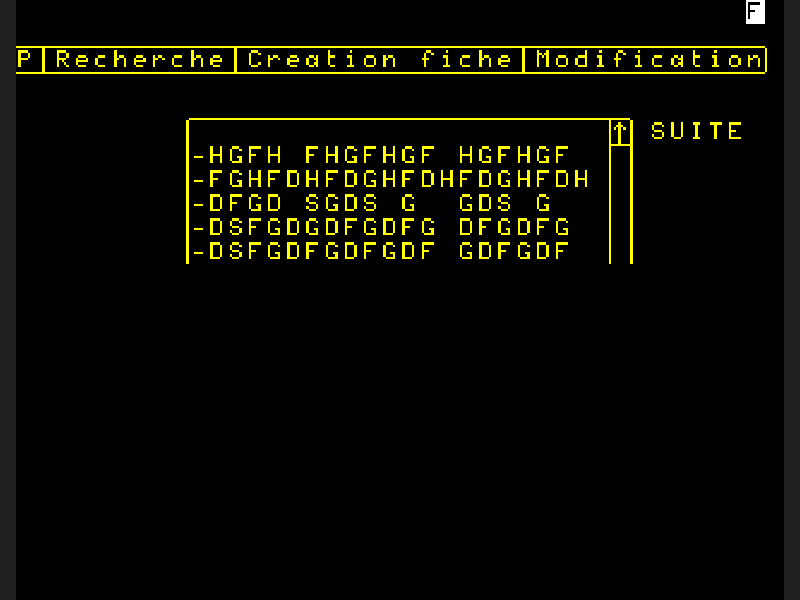 F
P Recherche Creation fiche Modification
↑ SUITE
-HGFH FHGFHGF HGFHGF
-FGHFDHFDGHFDHFDGHFDH
-DFGD SGDS G  GDS G
-DSFGDGDFGDFG DFGDFG
-DSFGDFGDFGDF GDFGDF